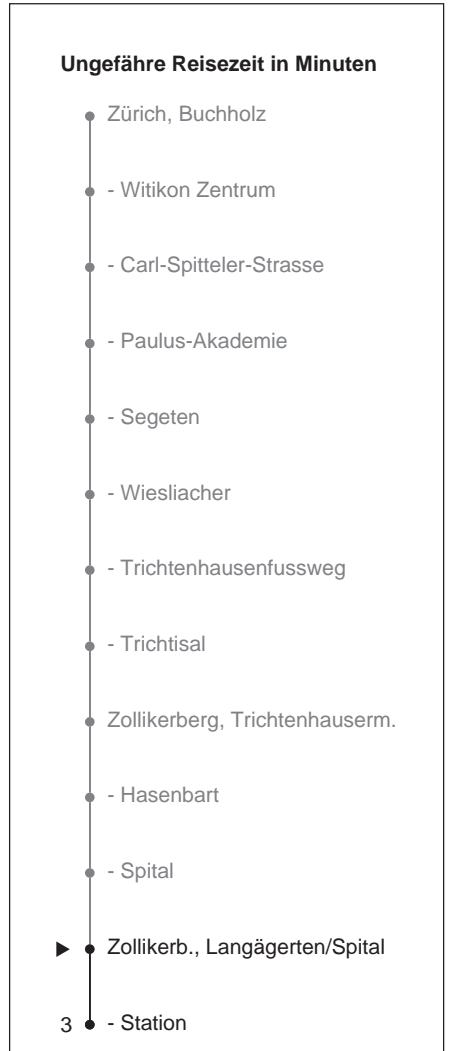 Ungefähre Reisezeit in Minuten
Zürich, Buchholz
- Witikon Zentrum
- Carl-Spitteler-Strasse
- Paulus-Akademie
- Segeten
- Wiesliacher
- Trichtenhausenfussweg
- Trichtisal
Zollikerberg, Trichtenhauserm.
- Hasenbart
- Spital
Zollikerb., Langägerten/Spital
3 - Station